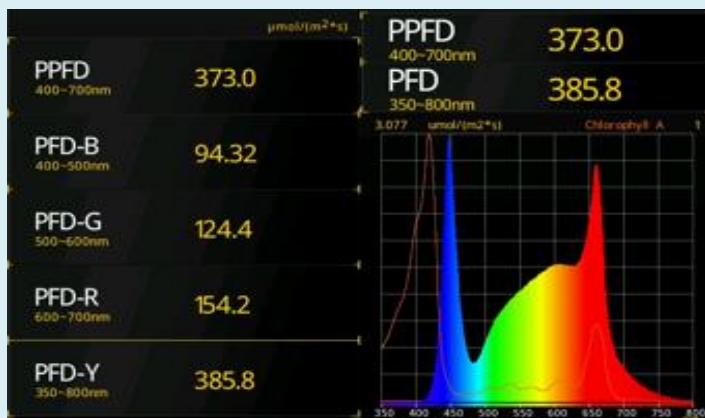 μmol/(m2*s)
PPFD
400~700nm
373.0
PFD-B
400~500nm
94.32
PFD-G
500~600nm
124.4
PFD-R
600~700nm
154.2
PFD-Y
350~800nm
385.8
PPFD
400~700nm
373.0
PFD
350~800nm
385.8
3.077 umol/(m2*s) Chlorophyll A 1
350 400 450 500 550 600 650 700 750 800